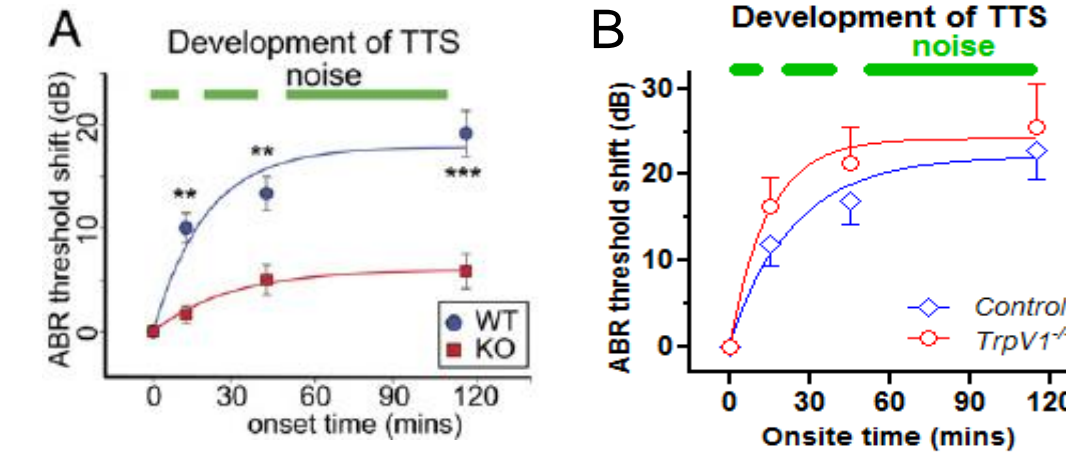 A
Development of TTS
noise
ABR threshold shift (dB)
20
10
0
**
**
***
WT
KO
0 30 60 90 120
onset time (mins)
B
Development of TTS
noise
ABR threshold shift (dB)
30
20
10
0
Control
TrpV1-/-
0 30 60 90 120
Onsite time (mins)